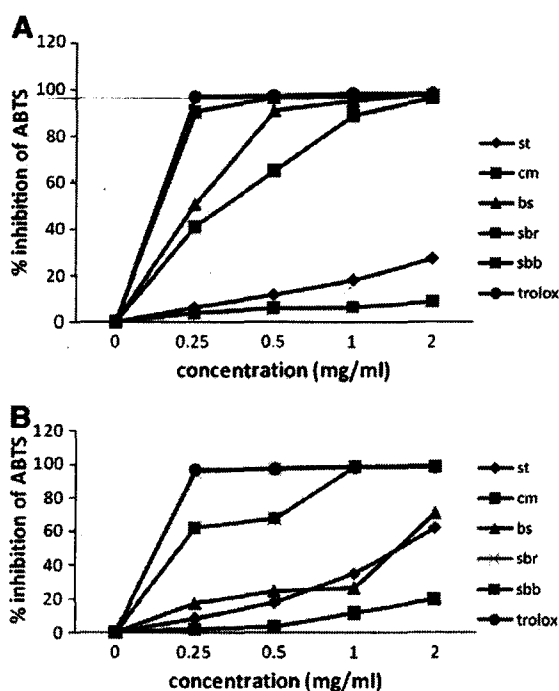 A
120
100
80
60
40
20
0
% inhibition of ABTS
0 0.25 0.5 1 2
concentration (mg/ml)
st
cm
bs
sbr
sbb
trolox
B
120
100
80
60
40
20
0
% inhibition of ABTS
0 0.25 0.5 1 2
concentration (mg/ml)
st
cm
bs
sbr
sbb
trolox